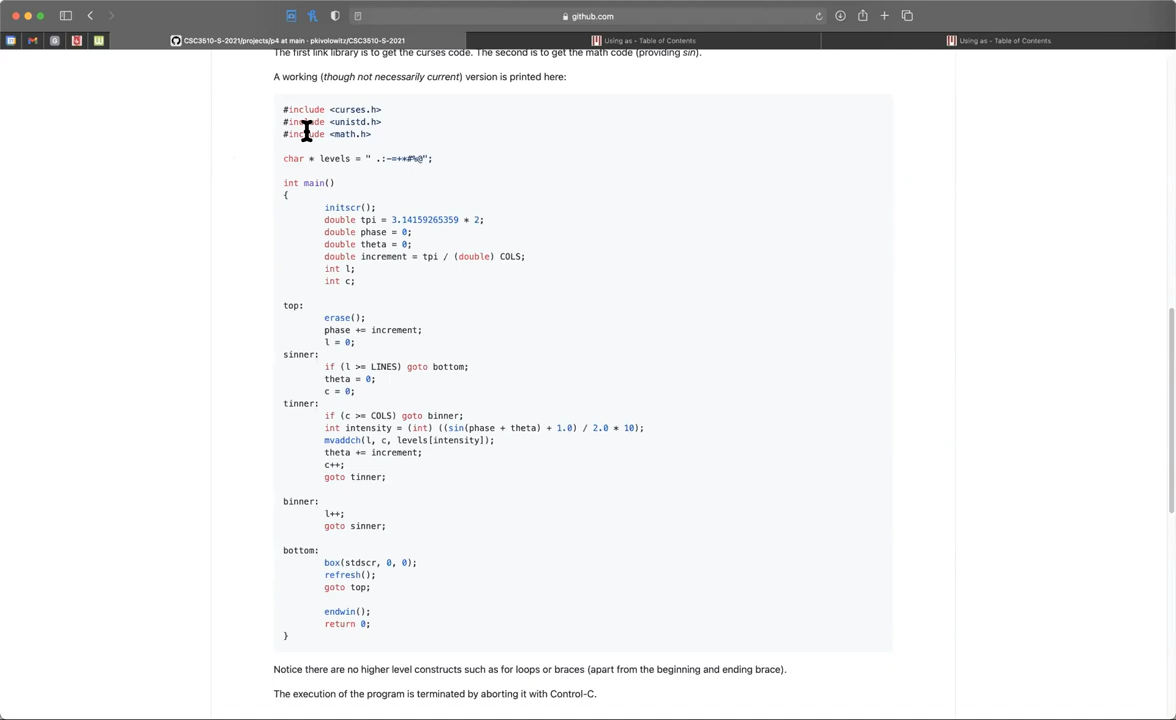 github.com
CSC3510-S-2021/projects/p4 at main · pkivolowitz/CSC3510-S-2021
Using as - Table of Contents
Using as - Table of Contents
The first link library is to get the curses code. The second is to get the math code (providing sin).
A working (though not necessarily current) version is printed here:
#include <curses.h>
#include <unistd.h>
#include <math.h>
char * levels = " .:-=+*#%@";
int main()
{
initscr();
double tpi = 3.14159265359 * 2;
double phase = 0;
double theta = 0;
double increment = tpi / (double) COLS;
int l;
int c;
top:
erase();
phase += increment;
l = 0;
sinner:
if (l >= LINES) goto bottom;
theta = 0;
c = 0;
tinner:
if (c >= COLS) goto binner;
int intensity = (int) ((sin(phase + theta) + 1.0) / 2.0 * 10);
mvaddch(l, c, levels[intensity]);
theta += increment;
c++;
goto tinner;
binner:
l++;
goto sinner;
bottom:
box(stdscr, 0, 0);
refresh();
goto top;
endwin();
return 0;
}
Notice there are no higher level constructs such as for loops or braces (apart from the beginning and ending brace).
The execution of the program is terminated by aborting it with Control-C.